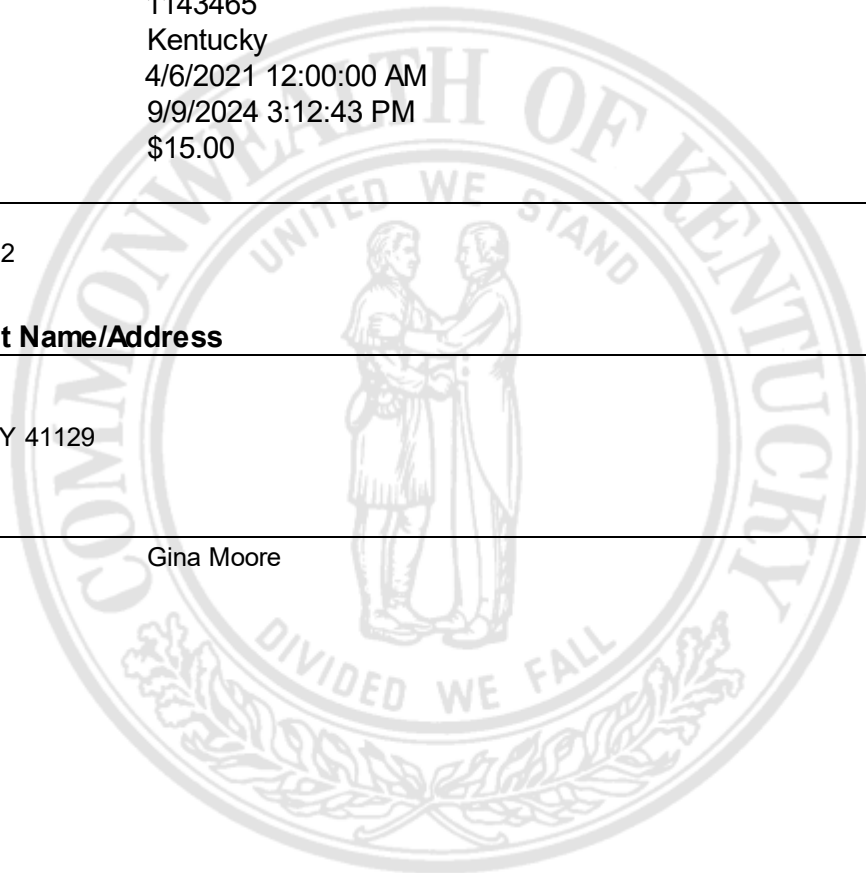 1143465
Kentucky
4/6/2021 12:00:00 AM
9/9/2024 3:12:43 PM
$15.00
2
t Name/Address
Y 41129
Gina Moore
COMMONWEALTH OF KENTUCKY
UNITED WE STAND
DIVIDED WE FALL